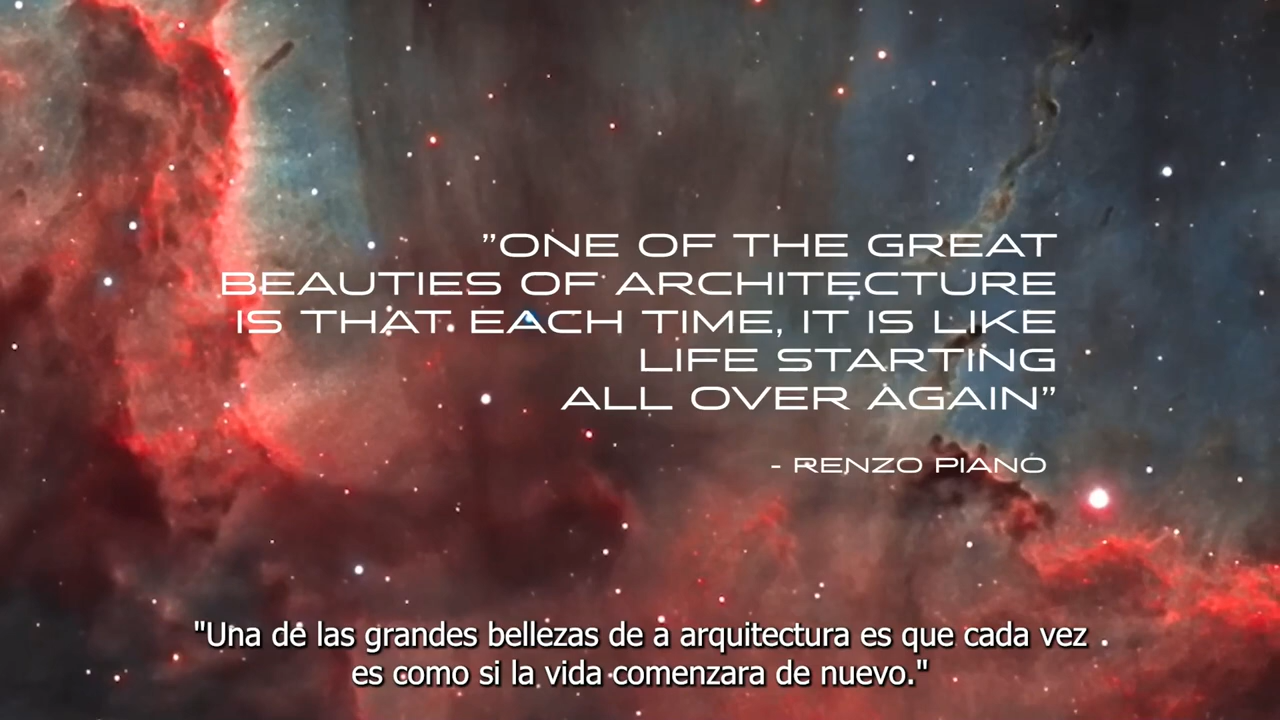 ”ONE OF THE GREAT
BEAUTIES OF ARCHITECTURE
IS THAT EACH TIME, IT IS LIKE
LIFE STARTING
ALL OVER AGAIN”
- RENZO PIANO
"Una de las grandes bellezas de a arquitectura es que cada vez
es como si la vida comenzara de nuevo."